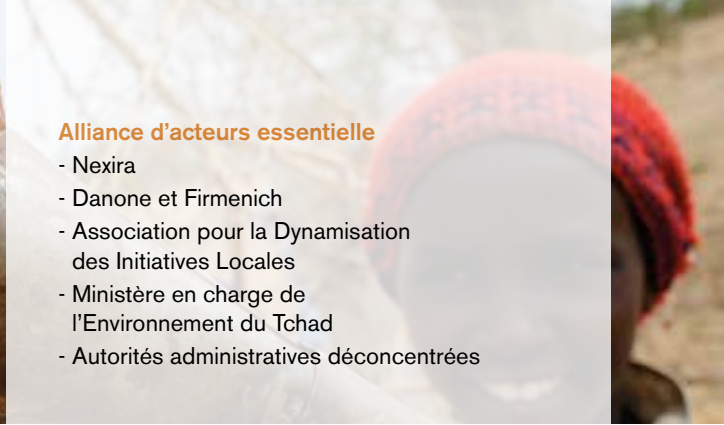 Alliance d’acteurs essentielle
- Nexira
- Danone et Firmenich
- Association pour la Dynamisation
des Initiatives Locales
- Ministère en charge de
l’Environnement du Tchad
- Autorités administratives déconcentrées